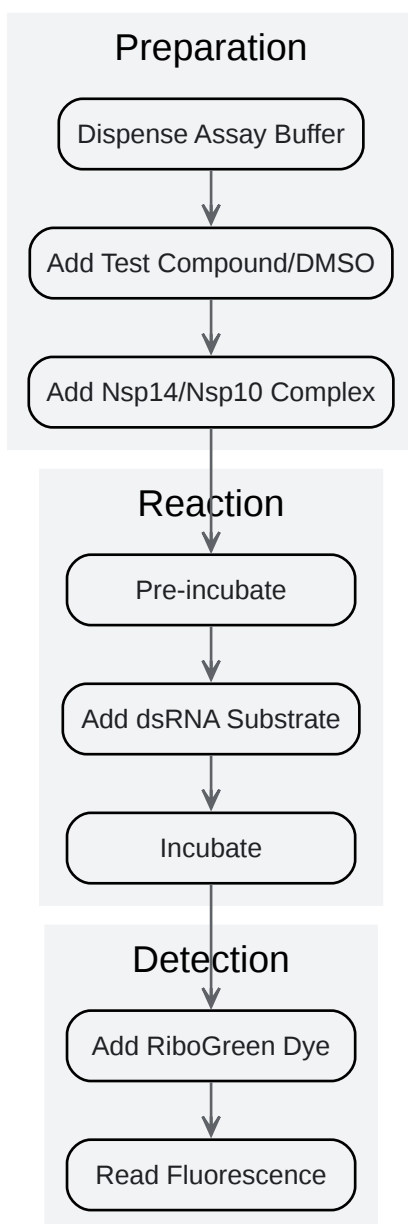 Preparation
Dispense Assay Buffer
Add Test Compound/DMSO
Add Nsp14/Nsp10 Complex
Reaction
Pre-incubate
Add dsRNA Substrate
Incubate
Detection
Add RiboGreen Dye
Read Fluorescence